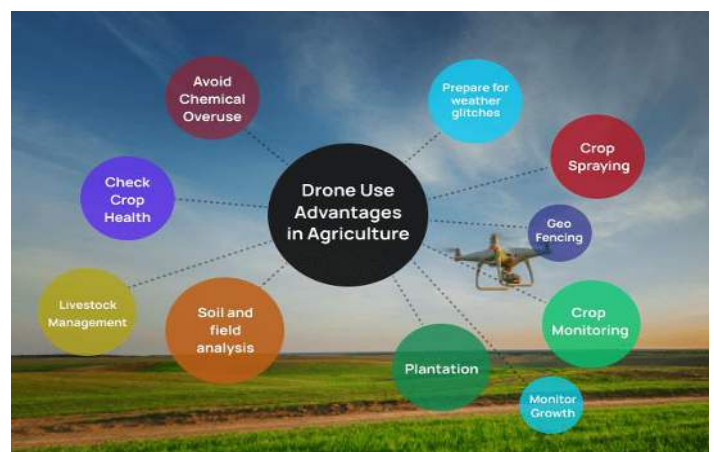 Avoid
Chemical
Overuse
Prepare for
weather
glitches
Crop
Spraying
Check
Crop
Health
Drone Use
Advantages
in Agriculture
Geo
Fencing
Livestock
Management
Soil and
field
analysis
Crop
Monitoring
Plantation
Monitor
Growth